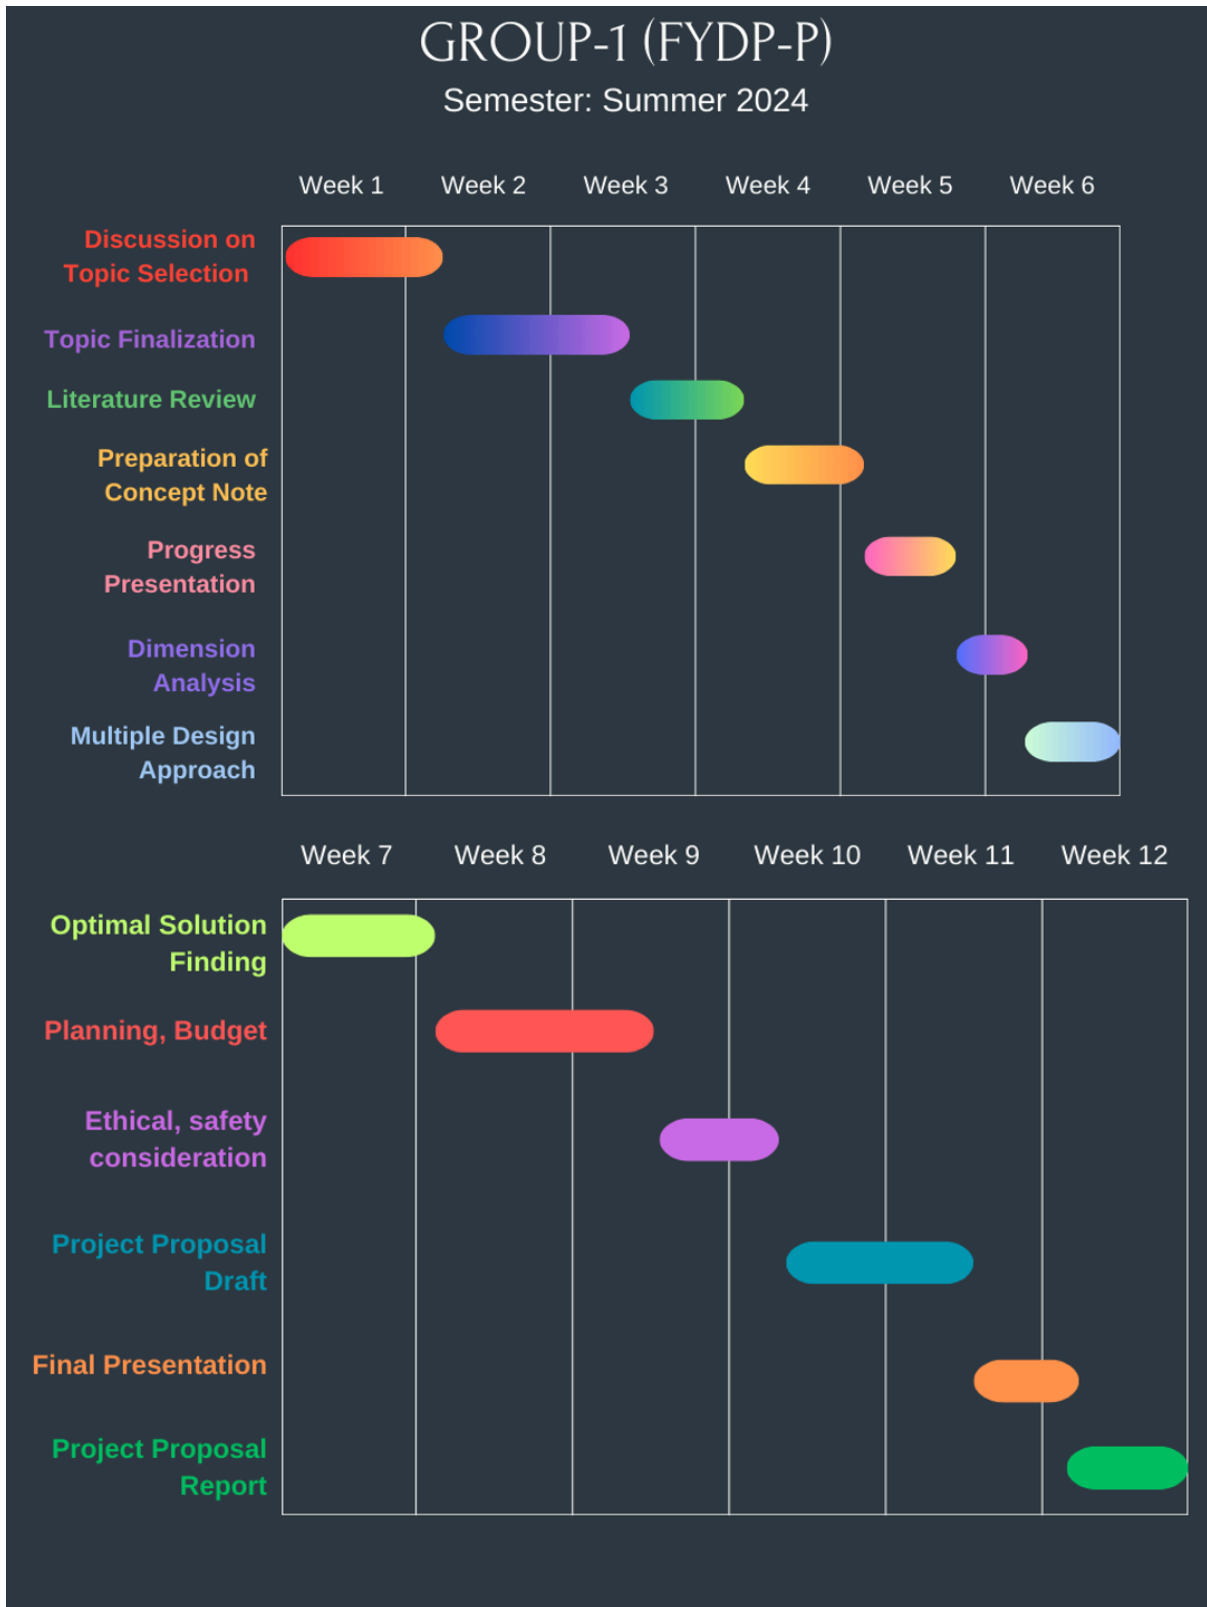 GROUP-1 (FYDP-P)
Semester: Summer 2024
Week 1 Week 2 Week 3 Week 4 Week 5 Week 6
Discussion on
Topic Selection
Topic Finalization
Literature Review
Preparation of
Concept Note
Progress
Presentation
Dimension
Analysis
Multiple Design
Approach
Week 7 Week 8 Week 9 Week 10 Week 11 Week 12
Optimal Solution
Finding
Planning, Budget
Ethical, safety
consideration
Project Proposal
Draft
Final Presentation
Project Proposal
Report